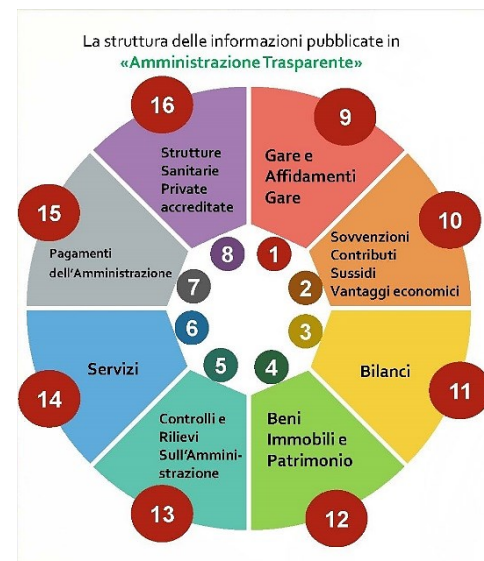 La struttura delle informazioni pubblicate in
«Amministrazione Trasparente»
16
9
Strutture
Sanitarie
Private
accreditate
Gare e
Affidamenti
Gare
15
10
Pagamenti
dell'Amministrazione
8
1
Sovvenzioni
Contributi
Sussidi
Vantaggi economici
7
2
6
3
Servizi
5
4
Bilanci
14
11
Controlli e
Rilievi
Sull'Ammini-
strazione
Beni
Immobili e
Patrimonio
13
12